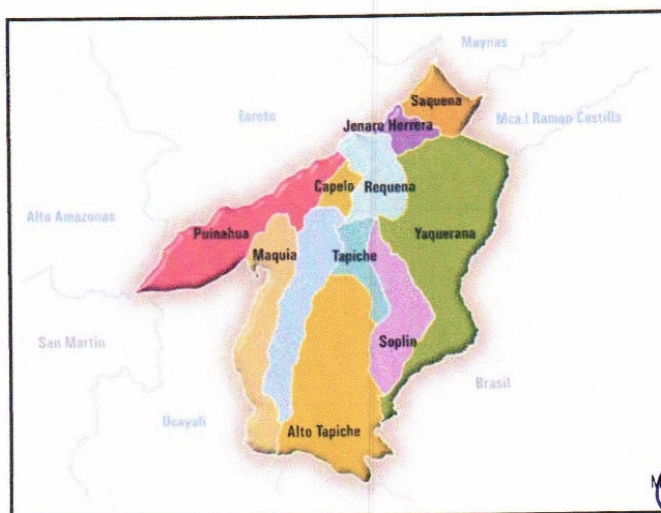 Maynas
Saquena
Loreto
Jenaro Herrera
Mca.l Ramon Castilla
Capelo
Requena
Alto Amazonas
Puinahua
Maquia
Tapiche
Yaquerana
San Martin
Soplin
Brasil
Ucayali
Alto Tapiche
M